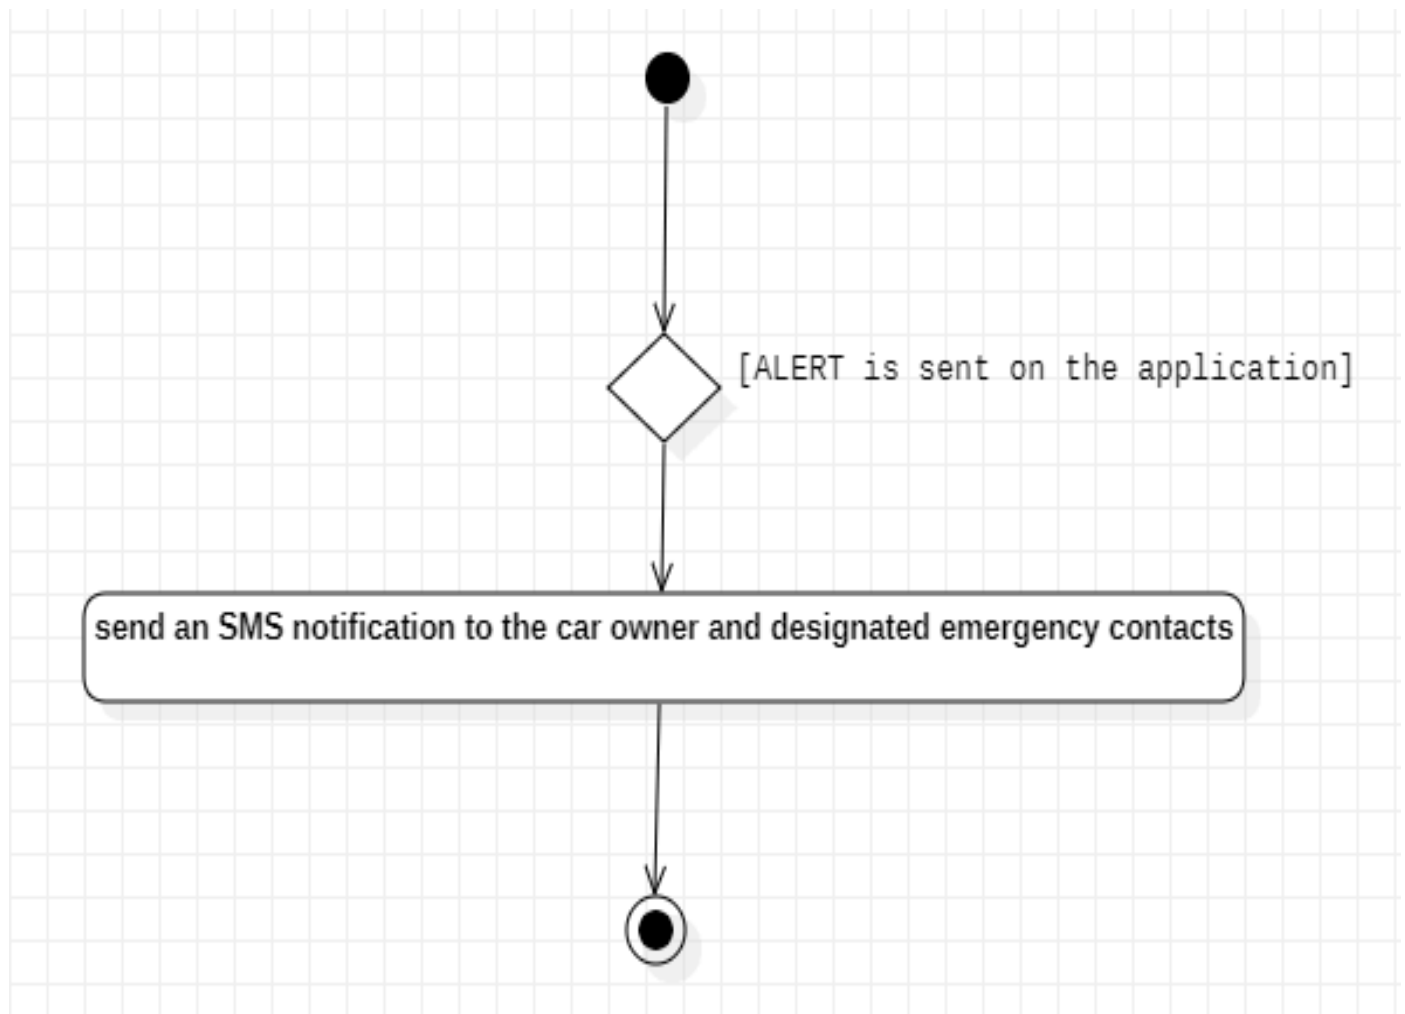 [ALERT is sent on the application]
send an SMS notification to the car owner and designated emergency contacts